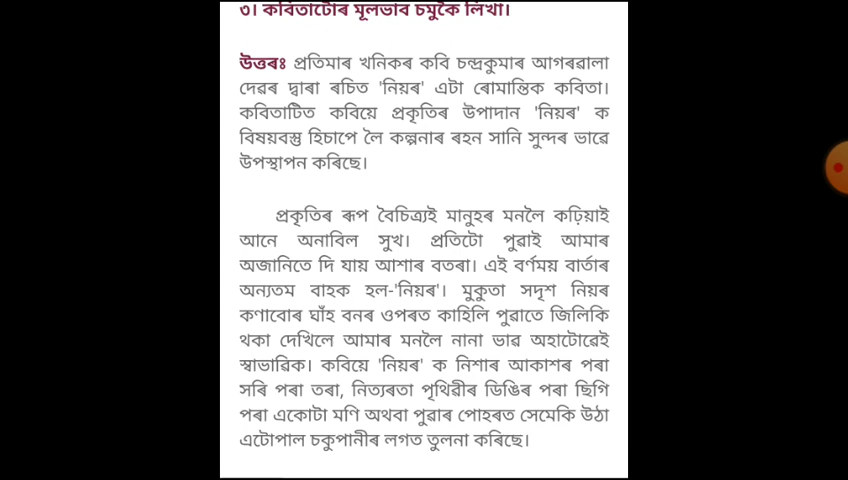 ৩। কবিতাটোৰ মূলভাব চমুকৈ লিখা।
উত্তৰঃ প্ৰতিমাৰ খনিকৰ কবি চন্দ্ৰকুমাৰ আগৰৱালা
দেৱৰ দ্বাৰা ৰচিত 'নিয়ৰ' এটা ৰোমান্তিক কবিতা।
কবিতাটিত কবিয়ে প্ৰকৃতিৰ উপাদান 'নিয়ৰ' ক
বিষয়বস্তু হিচাপে লৈ কল্পনাৰ ৰহন সানি সুন্দৰ ভাৱে
উপস্থাপন কৰিছে।
প্ৰকৃতিৰ ৰূপ বৈচিত্ৰ্যই মানুহৰ মনলৈ কঢ়িয়াই
আনে অনাবিল সুখ। প্ৰতিটো পুৱাই আমাৰ
অজানিতে দি যায় আশাৰ বতৰা। এই বৰ্ণময় বাৰ্তাৰ
অন্যতম বাহক হল-'নিয়ৰ'। মুকুতা সদৃশ নিয়ৰ
কণাবোৰ ঘাঁহ বনৰ ওপৰত কাহিলি পুৱাতে জিলিকি
থকা দেখিলে আমাৰ মনলৈ নানা ভাৱ অহাটোৱেই
স্বাভাৱিক। কবিয়ে 'নিয়ৰ' ক নিশাৰ আকাশৰ পৰা
সৰি পৰা তৰা, নিত্যৰতা পৃথিৱীৰ ডিঙিৰ পৰা ছিগি
পৰা একোটা মণি অথবা পুৱাৰ পোহৰত সেমেকি উঠা
এটোপাল চকুপানীৰ লগত তুলনা কৰিছে।